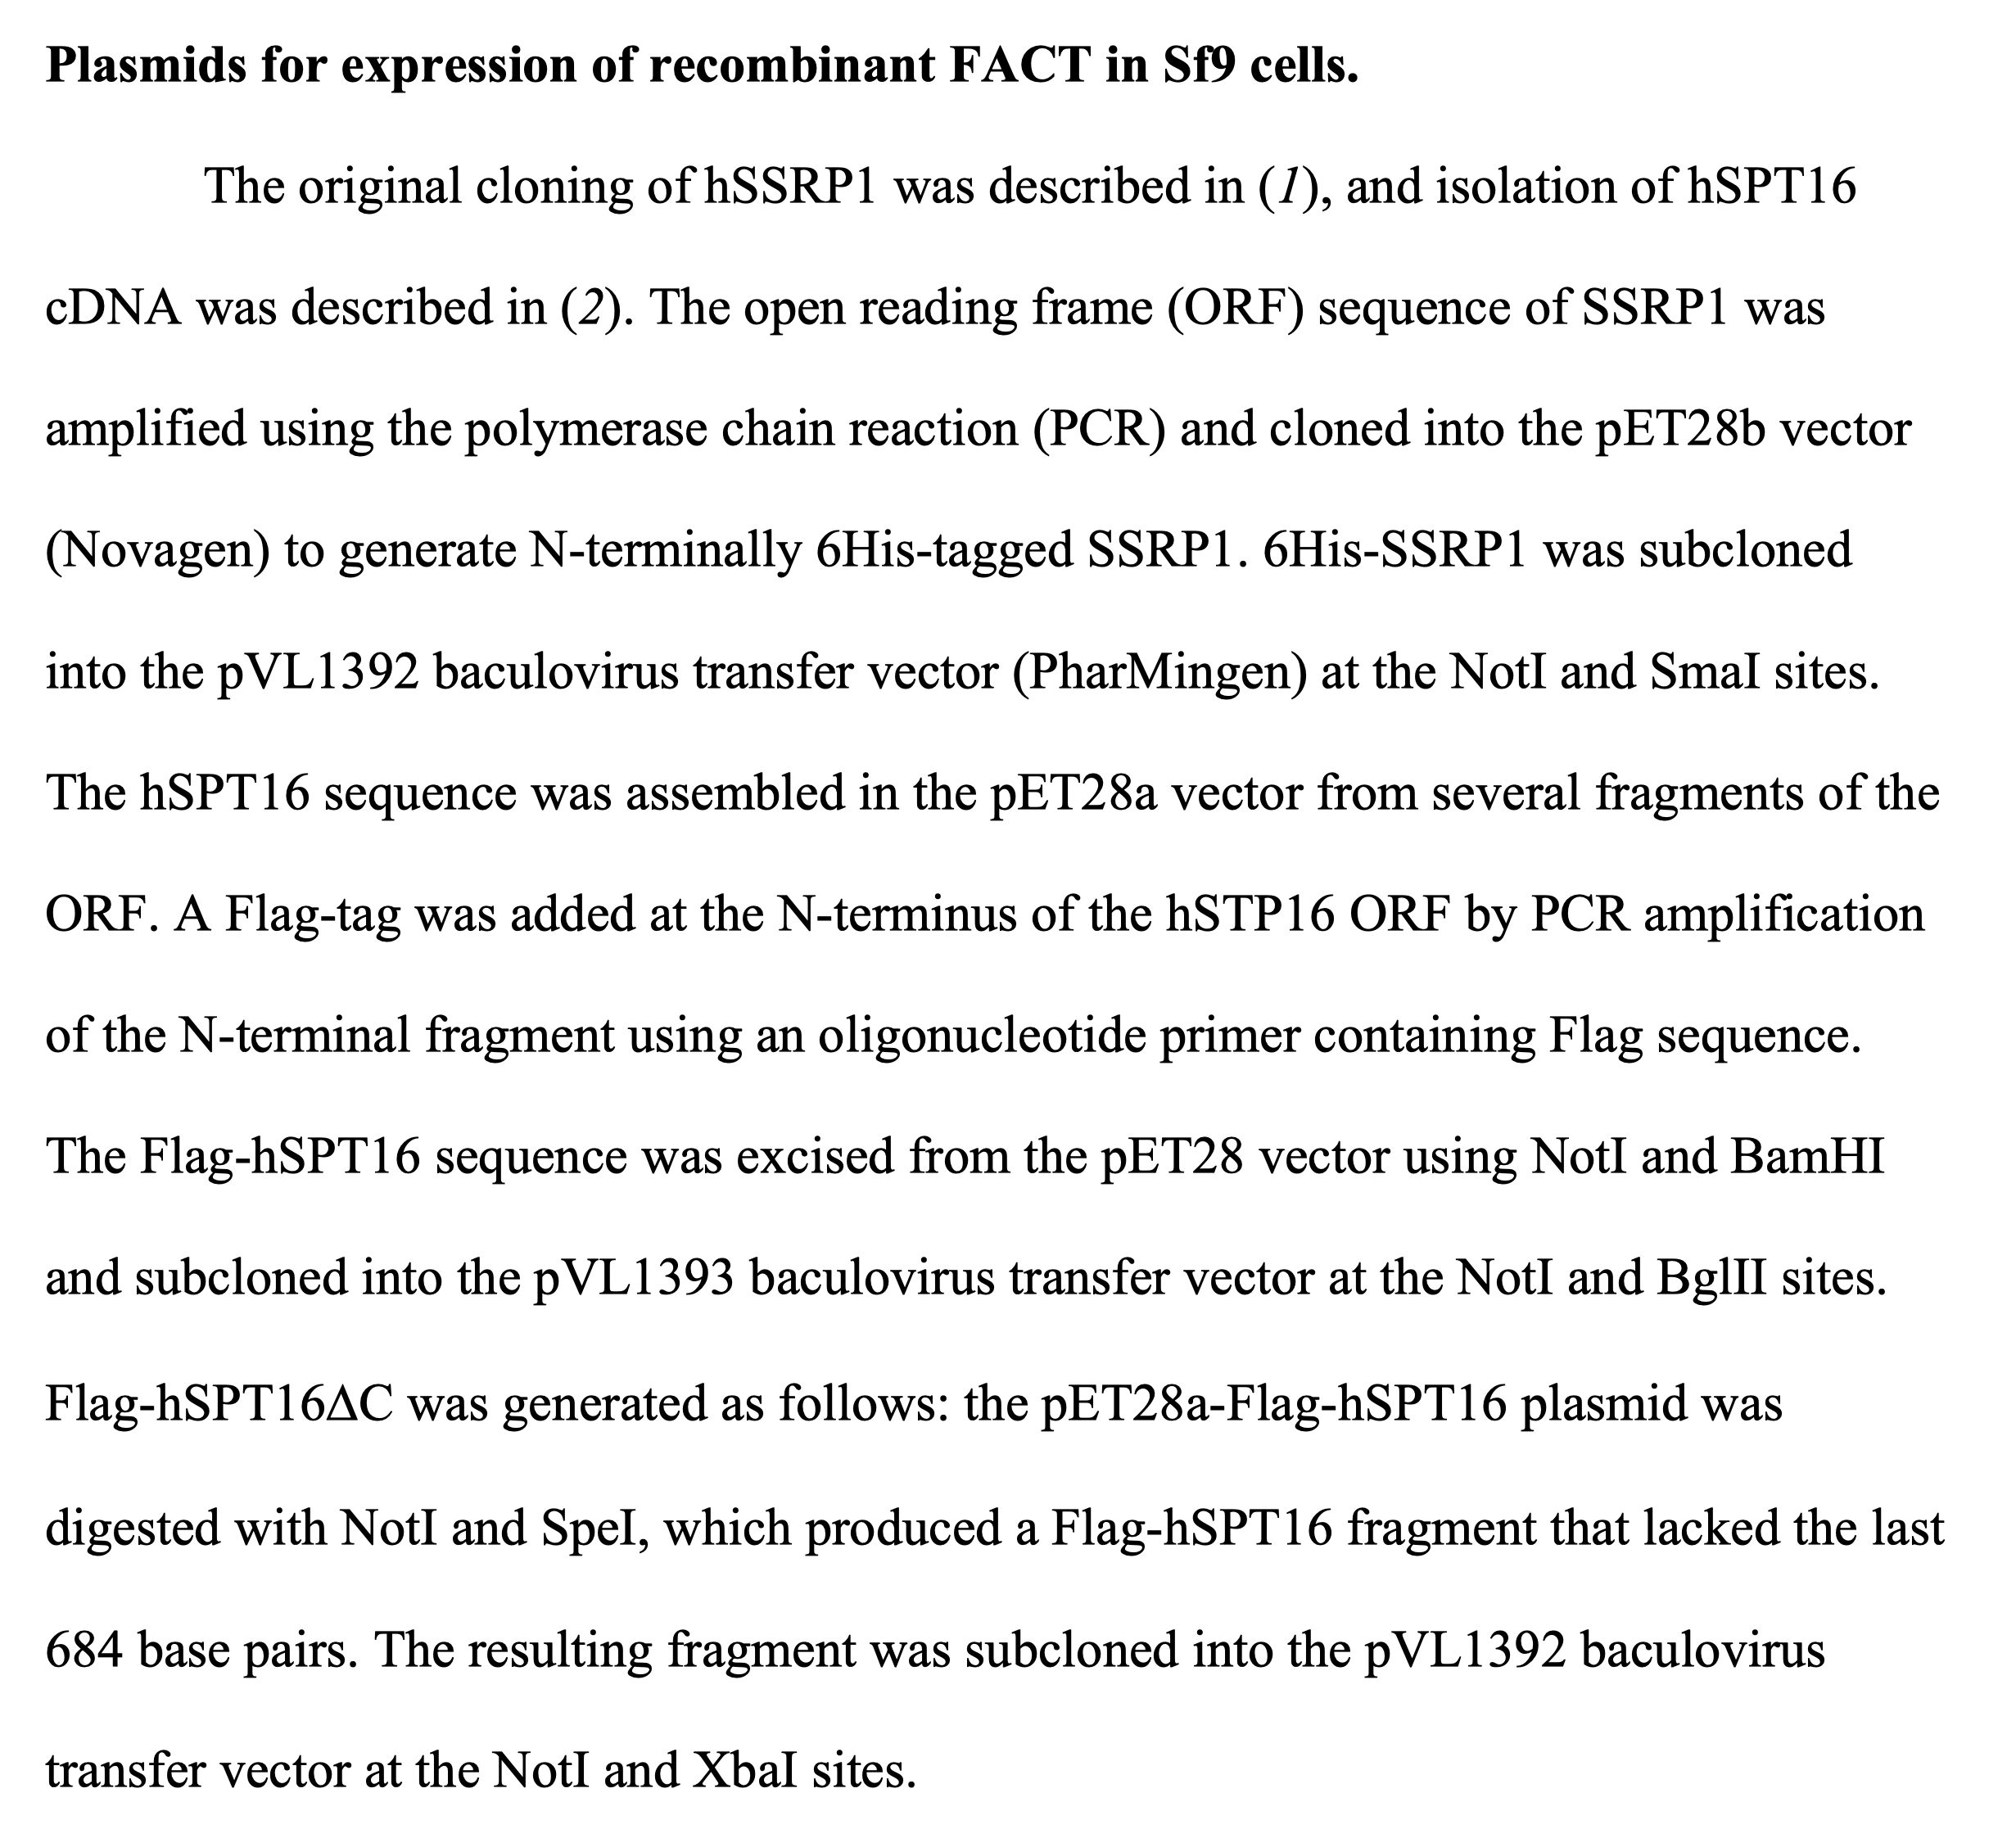 Plasmids for expression of recombinant FACT in Sf9 cells.
The original cloning of hSSRP1 was described in (1), and isolation of hSPT16
cDNA was described in (2). The open reading frame (ORF) sequence of SSRP1 was
amplified using the polymerase chain reaction (PCR) and cloned into the pET28b vector
(Novagen) to generate N-terminally 6His-tagged SSRP1. 6His-SSRP1 was subcloned
into the pVL1392 baculovirus transfer vector (PharMingen) at the NotI and SmaI sites.
The hSPT16 sequence was assembled in the pET28a vector from several fragments of the
ORF. A Flag-tag was added at the N-terminus of the hSTP16 ORF by PCR amplification
of the N-terminal fragment using an oligonucleotide primer containing Flag sequence.
The Flag-hSPT16 sequence was excised from the pET28 vector using NotI and BamHI
and subcloned into the pVL1393 baculovirus transfer vector at the NotI and BglII sites.
Flag-hSPT16ΔC was generated as follows: the pET28a-Flag-hSPT16 plasmid was
digested with NotI and SpeI, which produced a Flag-hSPT16 fragment that lacked the last
684 base pairs. The resulting fragment was subcloned into the pVL1392 baculovirus
transfer vector at the NotI and XbaI sites.